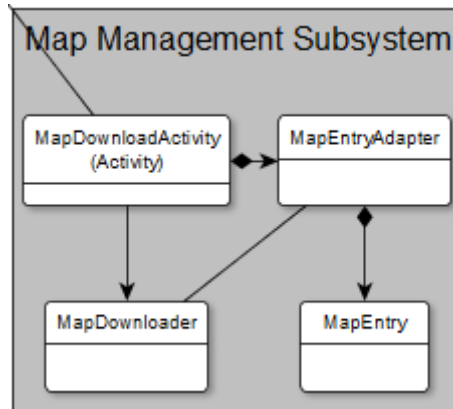 Map Management Subsystem
MapDownloadActivity
(Activity)
MapEntryAdapter
MapDownloader
MapEntry